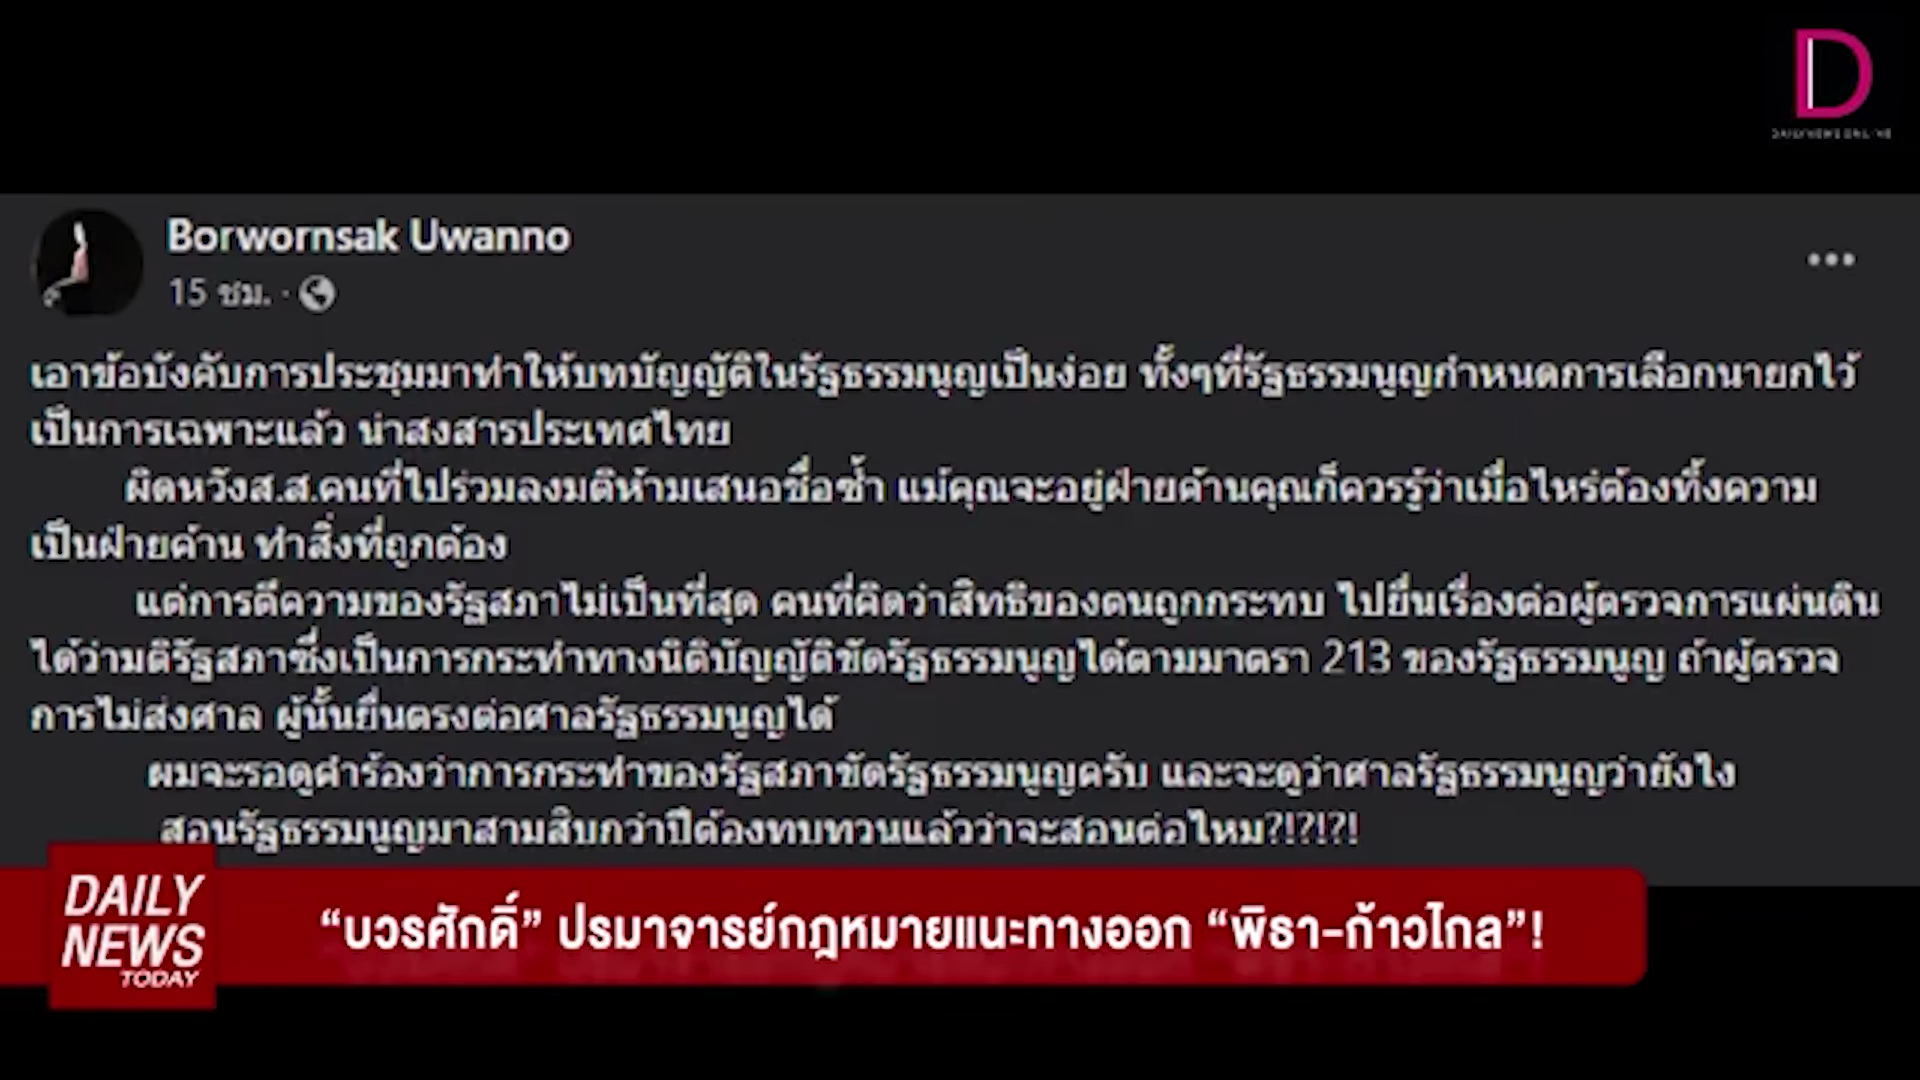 D
DAILYNEWS ONLINE
Borwornsak Uwanno
15 ชม. ·
เอาข้อบังคับการประชุมมาทำให้บทบัญญัติในรัฐธรรมนูญเป็นง่อย ทั้งๆที่รัฐธรรมนูญกำหนดการเลือกนายกไว้
เป็นการเฉพาะแล้ว น่าสงสารประเทศไทย
ผิดหวังส.ส.คนที่ไปร่วมลงมติห้ามเสนอชื่อซ้ำ แม้คุณจะอยู่ฝ่ายค้านคุณก็ควรรู้ว่าเมื่อไหร่ต้องทิ้งความ
เป็นฝ่ายค้าน ทำสิ่งที่ถูกต้อง
แต่การตีความของรัฐสภาไม่เป็นที่สุด คนที่คิดว่าสิทธิของตนถูกกระทบ ไปยื่นเรื่องต่อผู้ตรวจการแผ่นดิน
ได้ว่ามติรัฐสภาซึ่งเป็นการกระทำทางนิติบัญญัติขัดรัฐธรรมนูญได้ตามมาตรา 213 ของรัฐธรรมนูญ ถ้าผู้ตรวจ
การไม่ส่งศาล ผู้นั้นยื่นตรงต่อศาลรัฐธรรมนูญได้
ผมจะรอดูคำร้องว่าการกระทำของรัฐสภาขัดรัฐธรรมนูญครับ และจะดูว่าศาลรัฐธรรมนูญว่ายังไง
สอนรัฐธรรมนูญมาสามสิบกว่าปีต้องทบทวนแล้วว่าจะสอนต่อไหม?!?!?!
DAILY
NEWS
TODAY
“บวรศักดิ์” ปรมาจารย์กฎหมายแนะทางออก “พิธา-ก้าวไกล”!